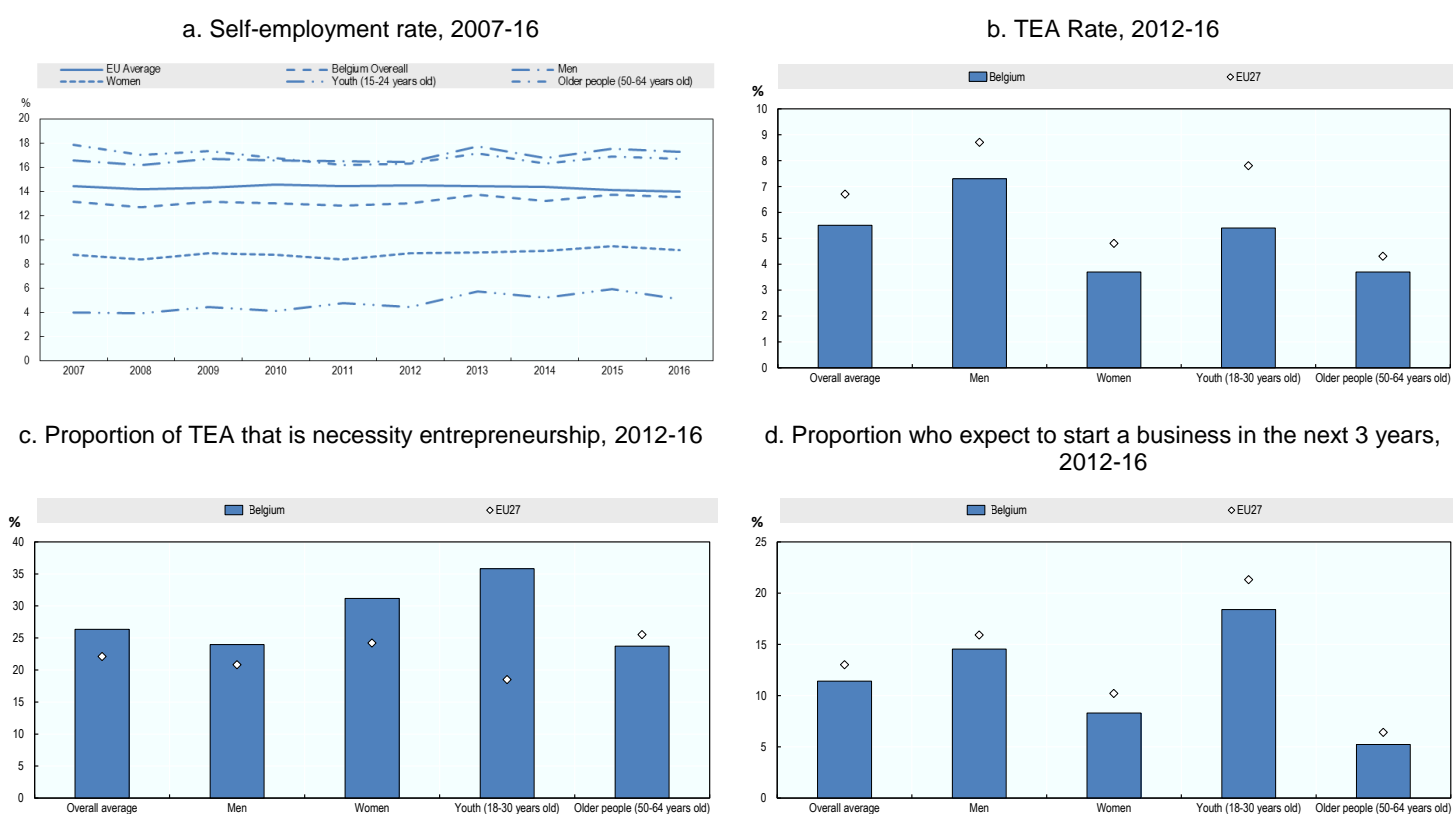 a. Self-employment rate, 2007-16
EU Average
Belgium Overeall
Men
Women
Youth (15-24 years old)
Older people (50-64 years old)
%
20
18
16
14
12
10
8
6
4
2
0
2007 2008 2009 2010 2011 2012 2013 2014 2015 2016
b. TEA Rate, 2012-16
Belgium
EU27
%
10
9
8
7
6
5
4
3
2
1
0
Overall average Men Women Youth (18-30 years old) Older people (50-64 years old)
c. Proportion of TEA that is necessity entrepreneurship, 2012-16
Belgium
EU27
%
40
35
30
25
20
15
10
5
0
Overall average Men Women Youth (18-30 years old) Older people (50-64 years old)
d. Proportion who expect to start a business in the next 3 years,
2012-16
Belgium
EU27
%
25
20
15
10
5
0
Overall average Men Women Youth (18-30 years old) Older people (50-64 years old)